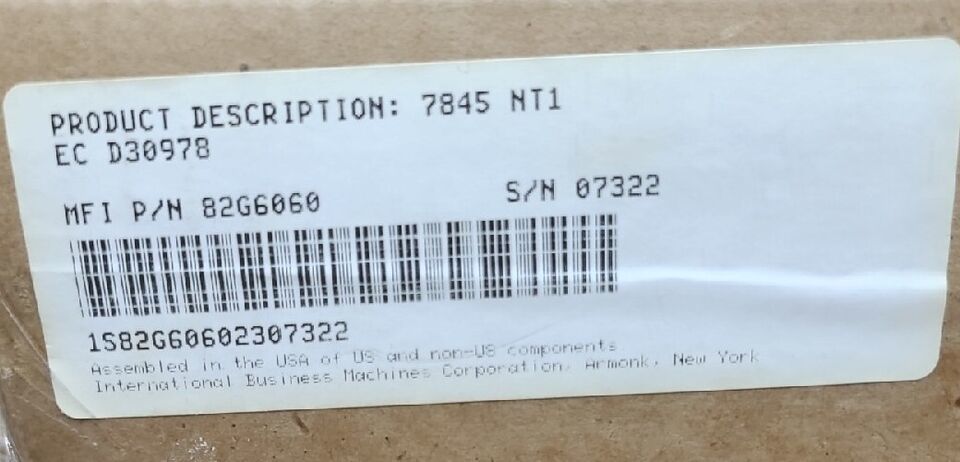 PRODUCT DESCRIPTION: 7845 NT1
EC D30978
MFI P/N 82G6060 S/N 07322
1S82G60602307322
Assembled in the USA of US and non-US components
International Business Machines Corporation, Armonk, New York